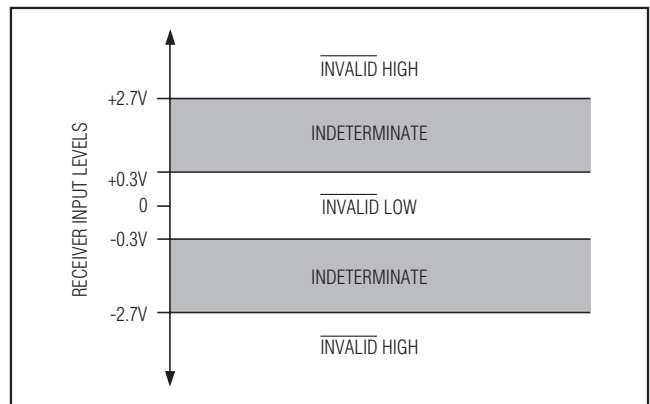 INVALID HIGH
+2.7V
INDETERMINATE
+0.3V
0
INVALID LOW
-0.3V
INDETERMINATE
-2.7V
INVALID HIGH
RECEIVER INPUT LEVELS